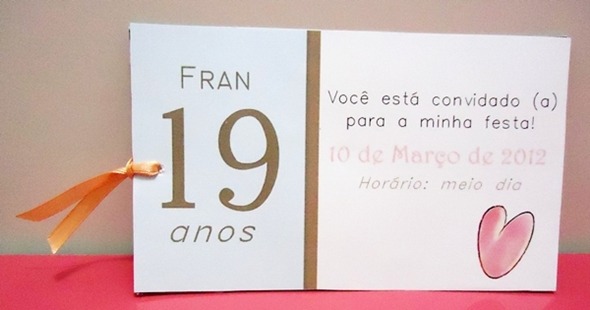 FRAN
19
anos
Você está convidado (a)
para a minha festa!
10 de Março de 2012
Horário: meio dia